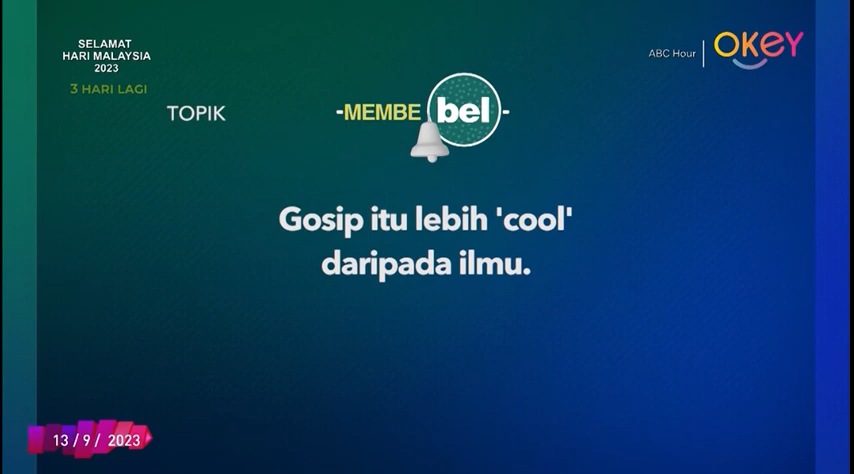 SELAMAT
HARI MALAYSIA
2023
3 HARI LAGI
ABC Hour
OKEY
TOPIK
-MEMBE bel-
Gosip itu lebih 'cool'
daripada ilmu.
13 / 9 / 2023